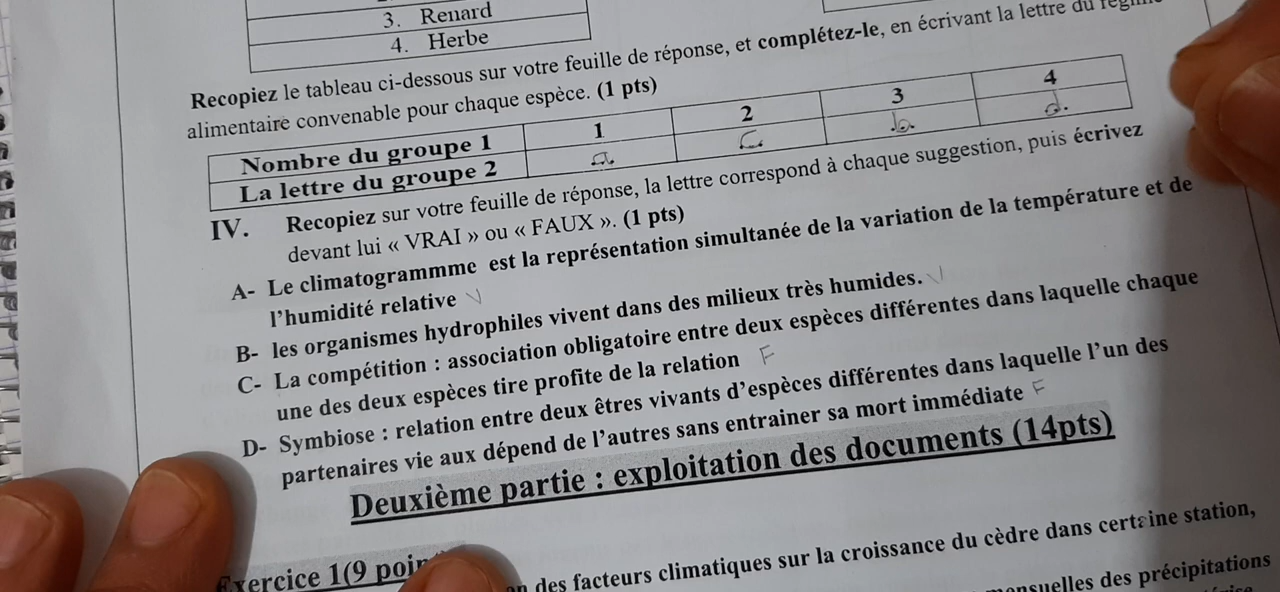 3. Renard
4. Herbe
Recopiez le tableau ci-dessous sur votre feuille de réponse, et complétez-le, en écrivant la lettre du
alimentaire convenable pour chaque espèce. (1 pts)
Nombre du groupe 1 1 2 3 4
La lettre du groupe 2 a. c b. d.
IV. Recopiez sur votre feuille de réponse, la lettre correspond à chaque suggestion, puis écrivez
devant lui « VRAI » ou « FAUX ». (1 pts)
A- Le climatogrammme est la représentation simultanée de la variation de la température et de
l'humidité relative V
B- les organismes hydrophiles vivent dans des milieux très humides. V
C- La compétition : association obligatoire entre deux espèces différentes dans laquelle chaque
une des deux espèces tire profite de la relation F
D- Symbiose : relation entre deux êtres vivants d'espèces différentes dans laquelle l'un des
partenaires vie aux dépend de l'autres sans entrainer sa mort immédiate F
Deuxième partie : exploitation des documents (14pts)
Exercice 1(9
des facteurs climatiques sur la croissance du cèdre dans certaine station,
des précipitations